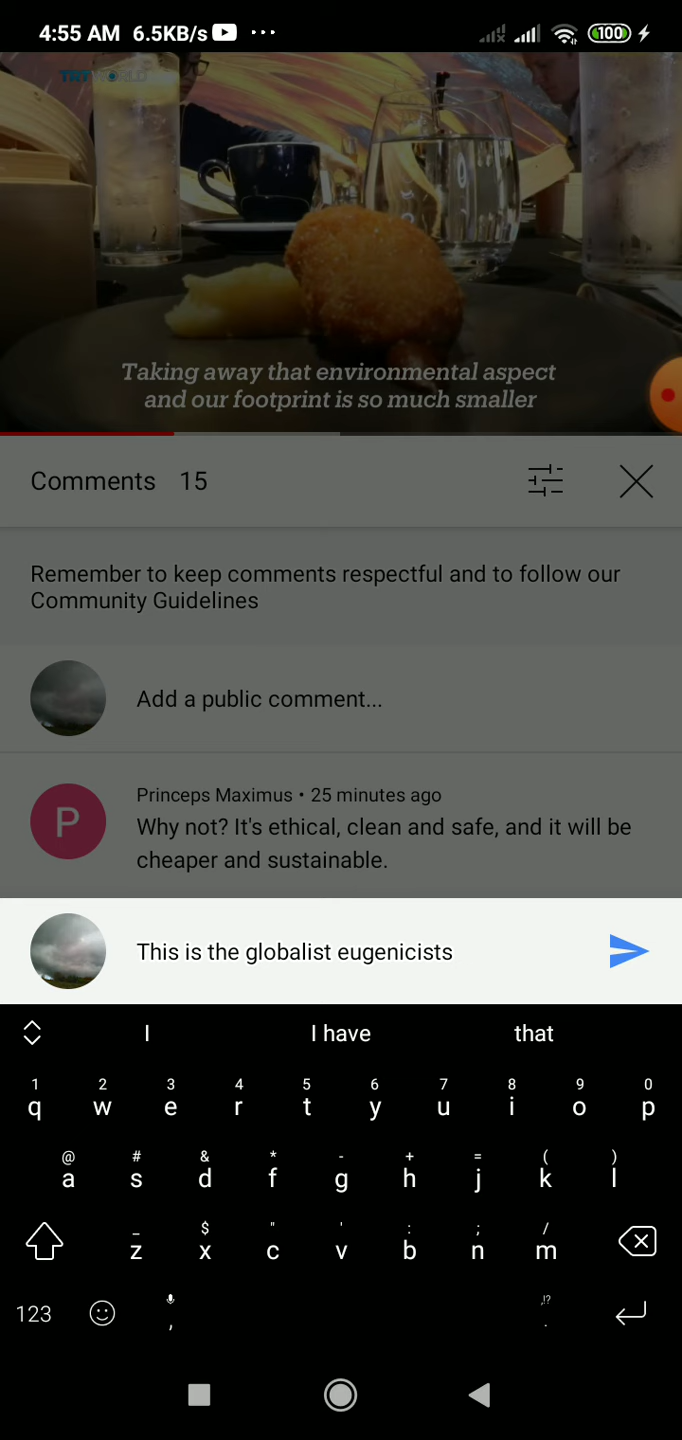 4:55 AM 6.5KB/s ... 100
TRT WORLD
Taking away that environmental aspect
and our footprint is so much smaller
Comments 15
Remember to keep comments respectful and to follow our
Community Guidelines
Add a public comment...
P
Princeps Maximus • 25 minutes ago
Why not? It's ethical, clean and safe, and it will be
cheaper and sustainable.
This is the globalist eugenicists
I I have that
1 2 3 4 5 6 7 8 9 0
q w e r t y u i o p
@ # & * - + = ( )
a s d f g h j k l
_ $ " ' : ; /
z x c v b n m
,!?
123 , .